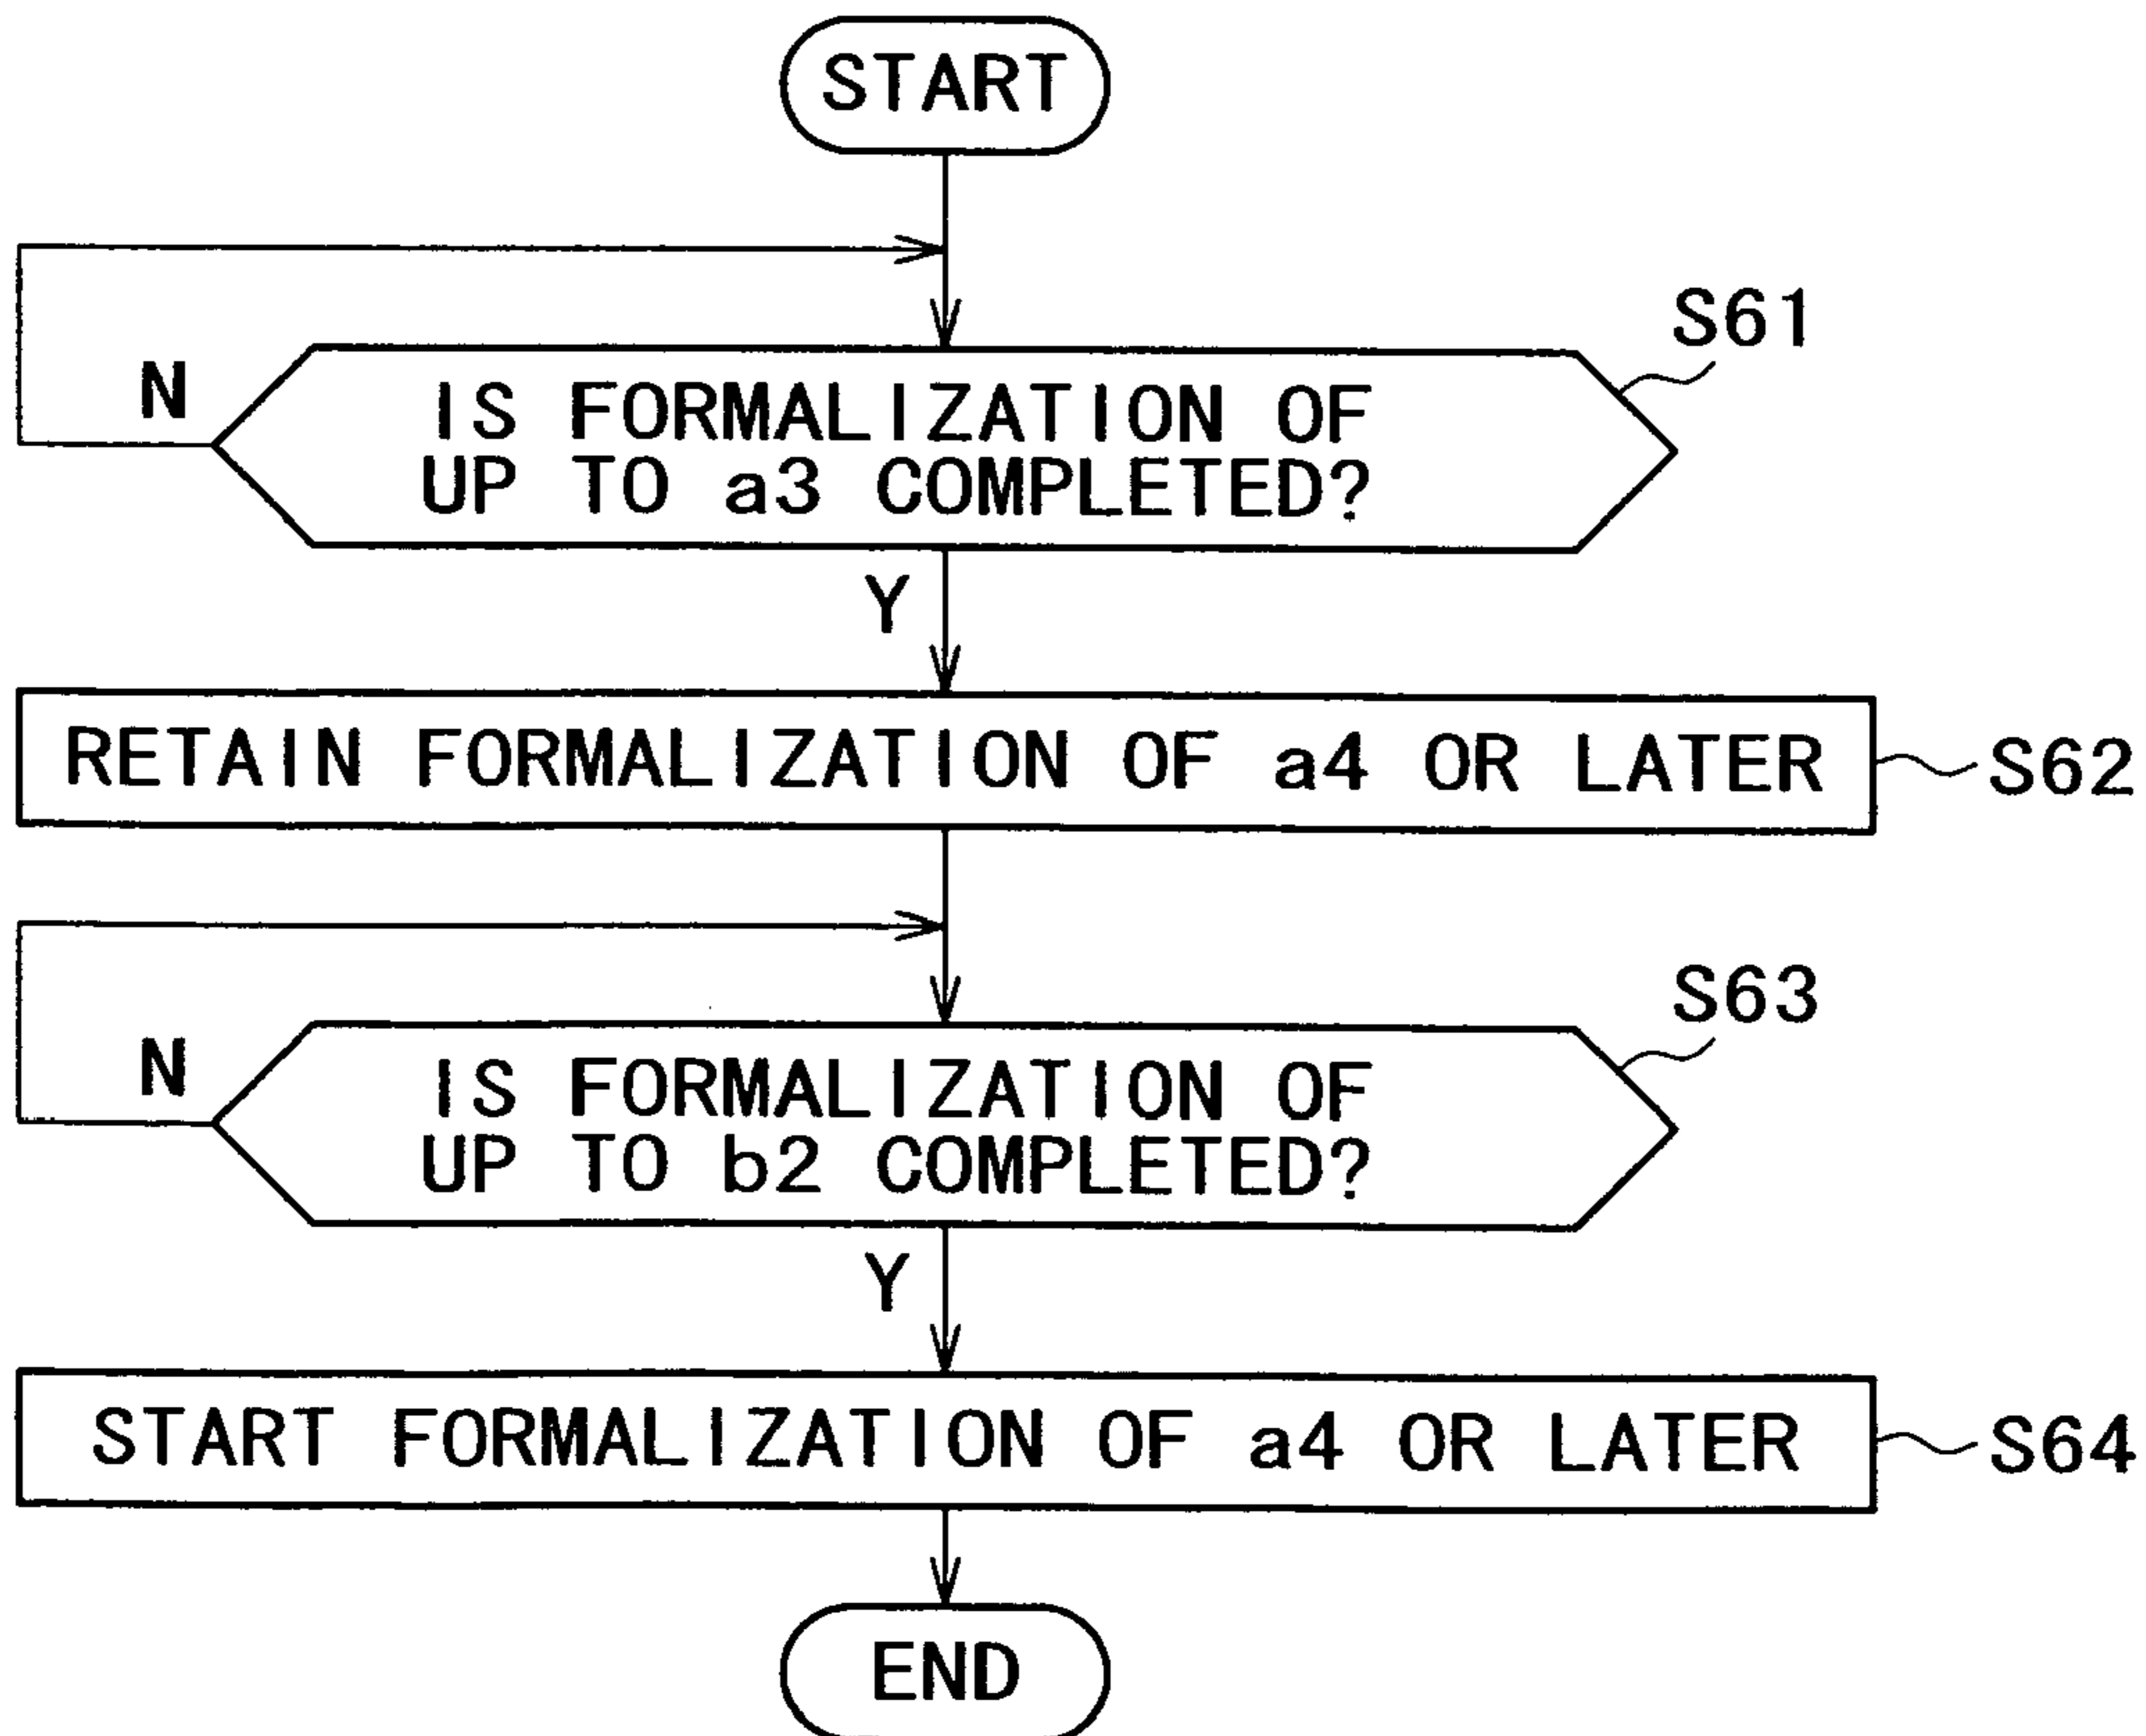 START
S61
N
IS FORMALIZATION OF
UP TO a3 COMPLETED?
Y
RETAIN FORMALIZATION OF a4 OR LATER
S62
S63
N
IS FORMALIZATION OF
UP TO b2 COMPLETED?
Y
START FORMALIZATION OF a4 OR LATER
S64
END